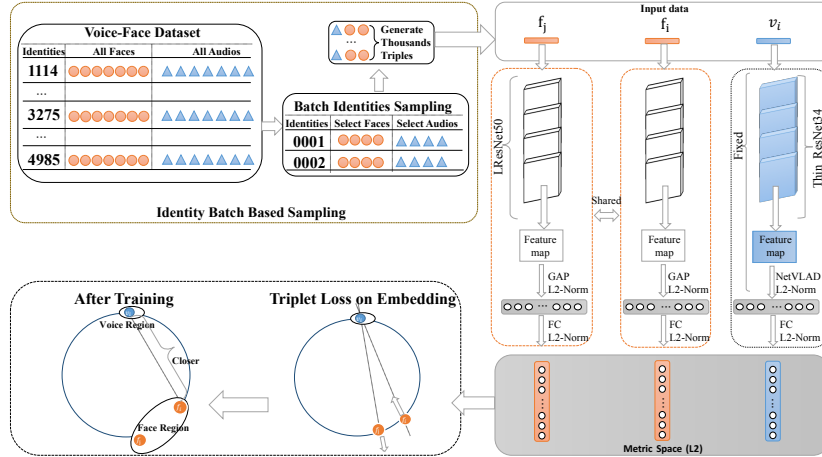 Voice-Face Dataset
Identities All Faces All Audios
1114
...
3275
...
4985
Generate
...
Thousands
Triples
Batch Identities Sampling
Identities Select Faces Select Audios
0001
0002
Identity Batch Based Sampling
Input data
f_j f_i v_i
LResNet50
Shared
Fixed
Thin ResNet34
Feature map
Feature map
Feature map
GAP
L2-Norm
GAP
L2-Norm
NetVLAD
L2-Norm
...
...
...
FC
L2-Norm
FC
L2-Norm
FC
L2-Norm
...
...
...
Metric Space (L2)
After Training
Voice Region
Closer
Face Region
Triplet Loss on Embedding